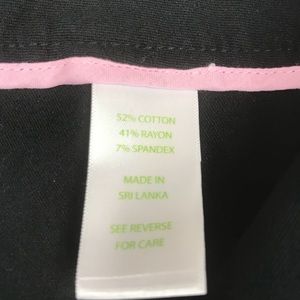 52% COTTON
41% RAYON
7% SPANDEX
MADE IN
SRI LANKA
SEE REVERSE
FOR CARE